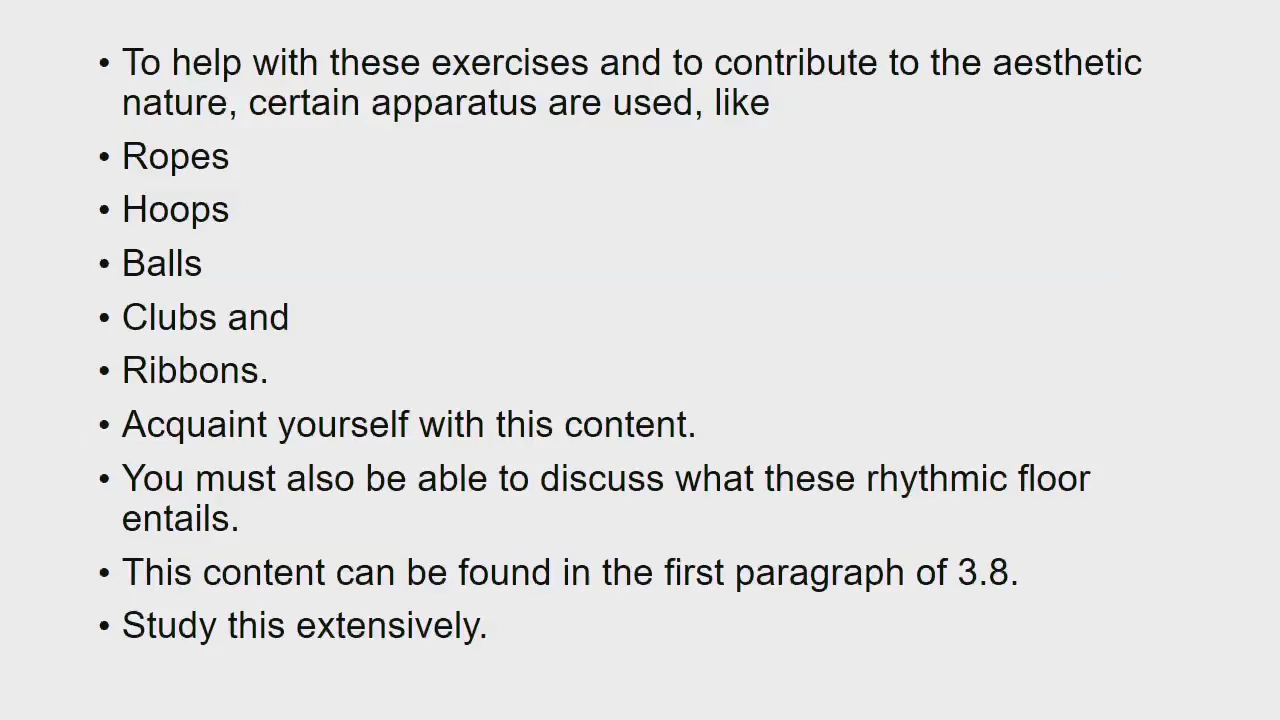 • To help with these exercises and to contribute to the aesthetic
nature, certain apparatus are used, like
• Ropes
• Hoops
• Balls
• Clubs and
• Ribbons.
• Acquaint yourself with this content.
• You must also be able to discuss what these rhythmic floor
entails.
• This content can be found in the first paragraph of 3.8.
• Study this extensively.